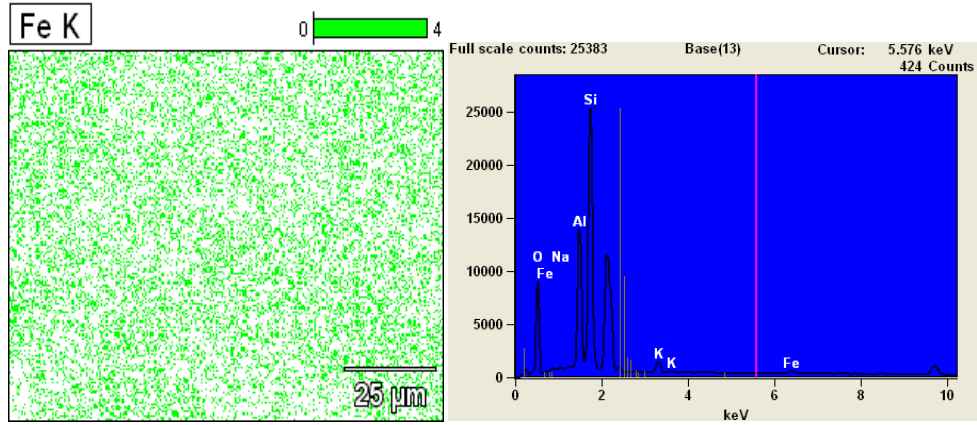 Fe K
0 4
25 μm
Full scale counts: 25383 Base(13) Cursor: 5.576 keV
424 Counts
25000
20000
15000
10000
5000
0
Si
Al
O Na
Fe
K
K
Fe
0 2 4 6 8 10
keV